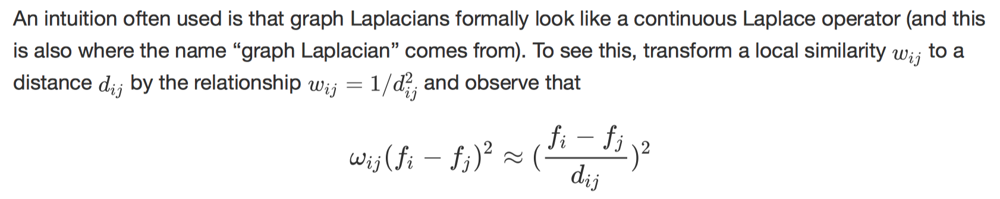 An intuition often used is that graph Laplacians formally look like a continuous Laplace operator (and this
is also where the name “graph Laplacian” comes from). To see this, transform a local similarity $w_{ij}$ to a
distance $d_{ij}$ by the relationship $w_{ij} = 1/d_{ij}^2$ and observe that
$\omega_{ij}(f_i - f_j)^2 \approx (\frac{f_i - f_j}{d_{ij}})^2$